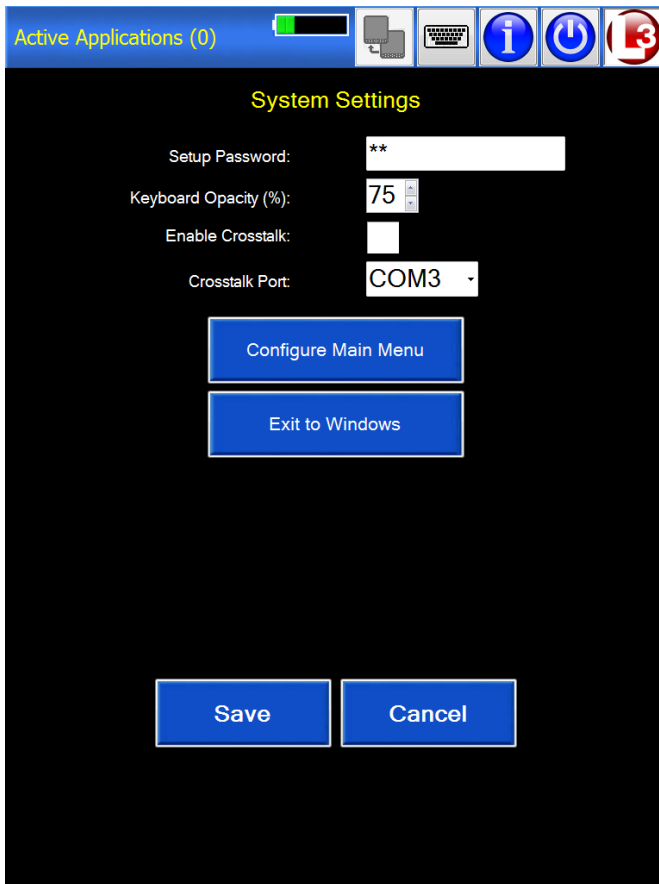 Active Applications (0)
System Settings
Setup Password: **
Keyboard Opacity (%): 75
Enable Crosstalk:
Crosstalk Port: COM3
Configure Main Menu
Exit to Windows
Save Cancel